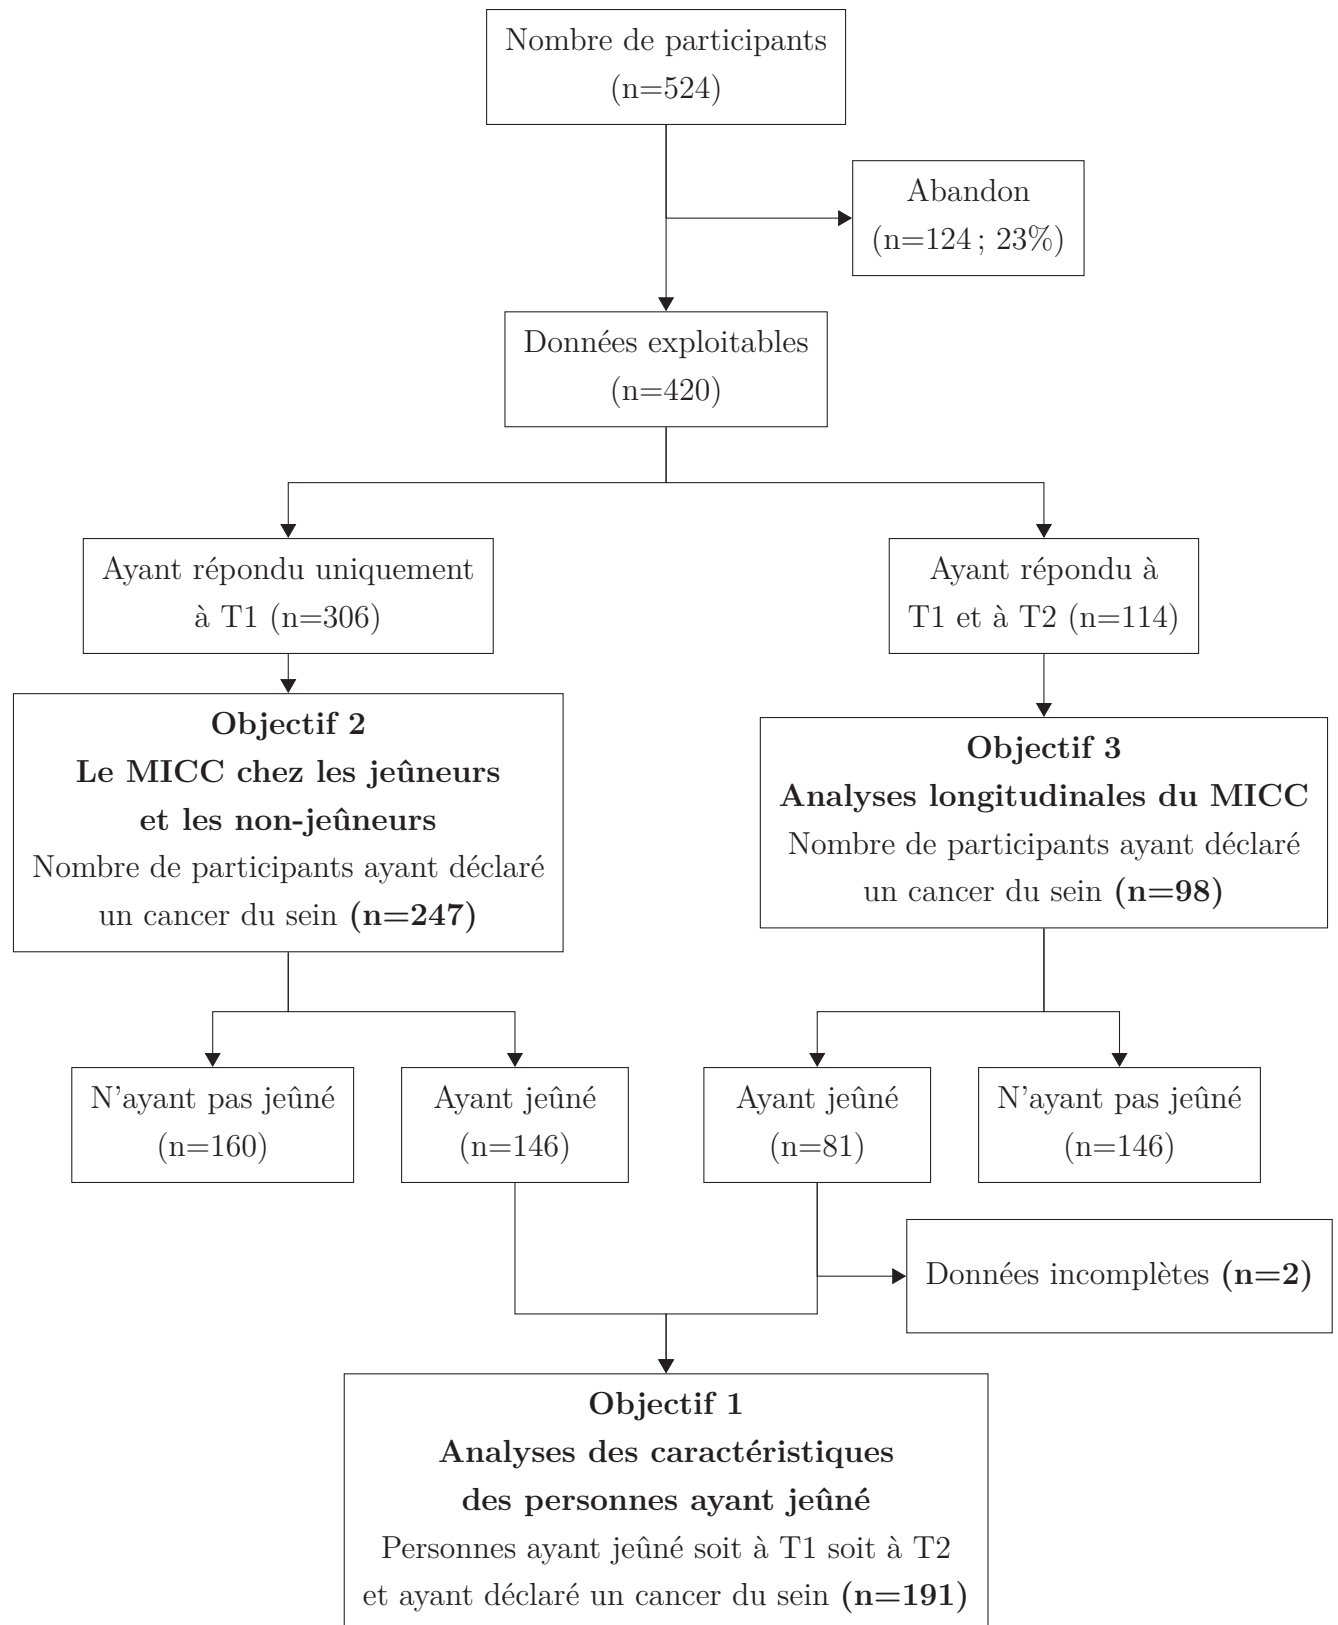 Nombre de participants
(n=524)
Abandon
(n=124 ; 23%)
Données exploitables
(n=420)
Ayant répondu uniquement
à T1 (n=306)
Ayant répondu à
T1 et à T2 (n=114)
Objectif 2
Le MICC chez les jeûneurs
et les non-jeûneurs
Nombre de participants ayant déclaré
un cancer du sein (n=247)
Objectif 3
Analyses longitudinales du MICC
Nombre de participants ayant déclaré
un cancer du sein (n=98)
N'ayant pas jeûné
(n=160)
Ayant jeûné
(n=146)
Ayant jeûné
(n=81)
N'ayant pas jeûné
(n=146)
Données incomplètes (n=2)
Objectif 1
Analyses des caractéristiques
des personnes ayant jeûné
Personnes ayant jeûné soit à T1 soit à T2
et ayant déclaré un cancer du sein (n=191)